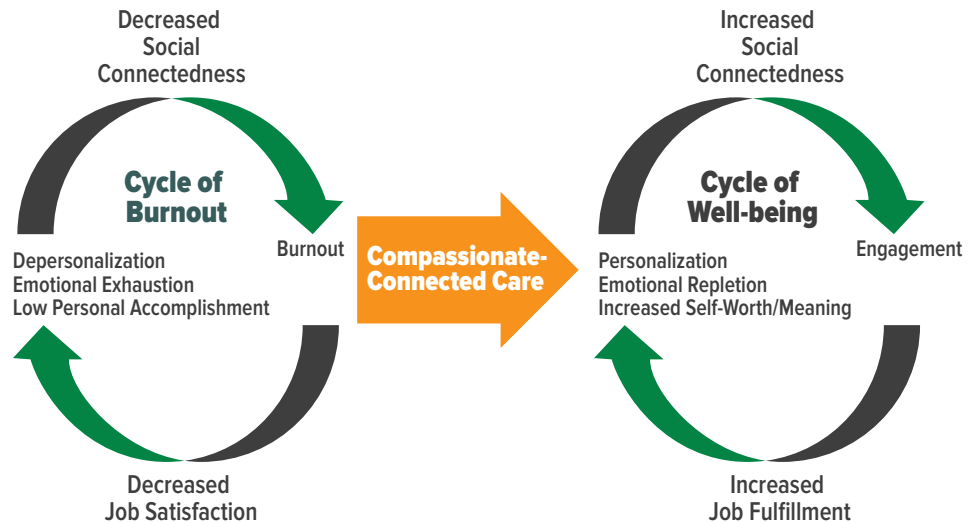 Decreased
Social
Connectedness
Cycle of
Burnout
Burnout
Depersonalization
Emotional Exhaustion
Low Personal Accomplishment
Decreased
Job Satisfaction
Compassionate-
Connected Care
Increased
Social
Connectedness
Cycle of
Well-being
Engagement
Personalization
Emotional Repletion
Increased Self-Worth/Meaning
Increased
Job Fulfillment